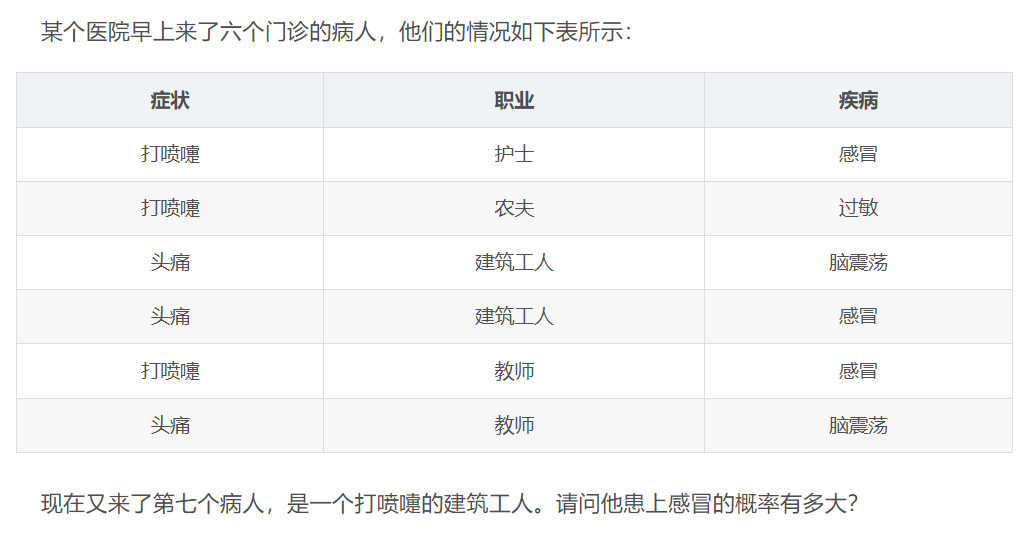 某个医院早上来了六个门诊的病人，他们的情况如下表所示：
症状 职业 疾病
打喷嚏 护士 感冒
打喷嚏 农夫 过敏
头痛 建筑工人 脑震荡
头痛 建筑工人 感冒
打喷嚏 教师 感冒
头痛 教师 脑震荡
现在又来了第七个病人，是一个打喷嚏的建筑工人。请问他患上感冒的概率有多大？